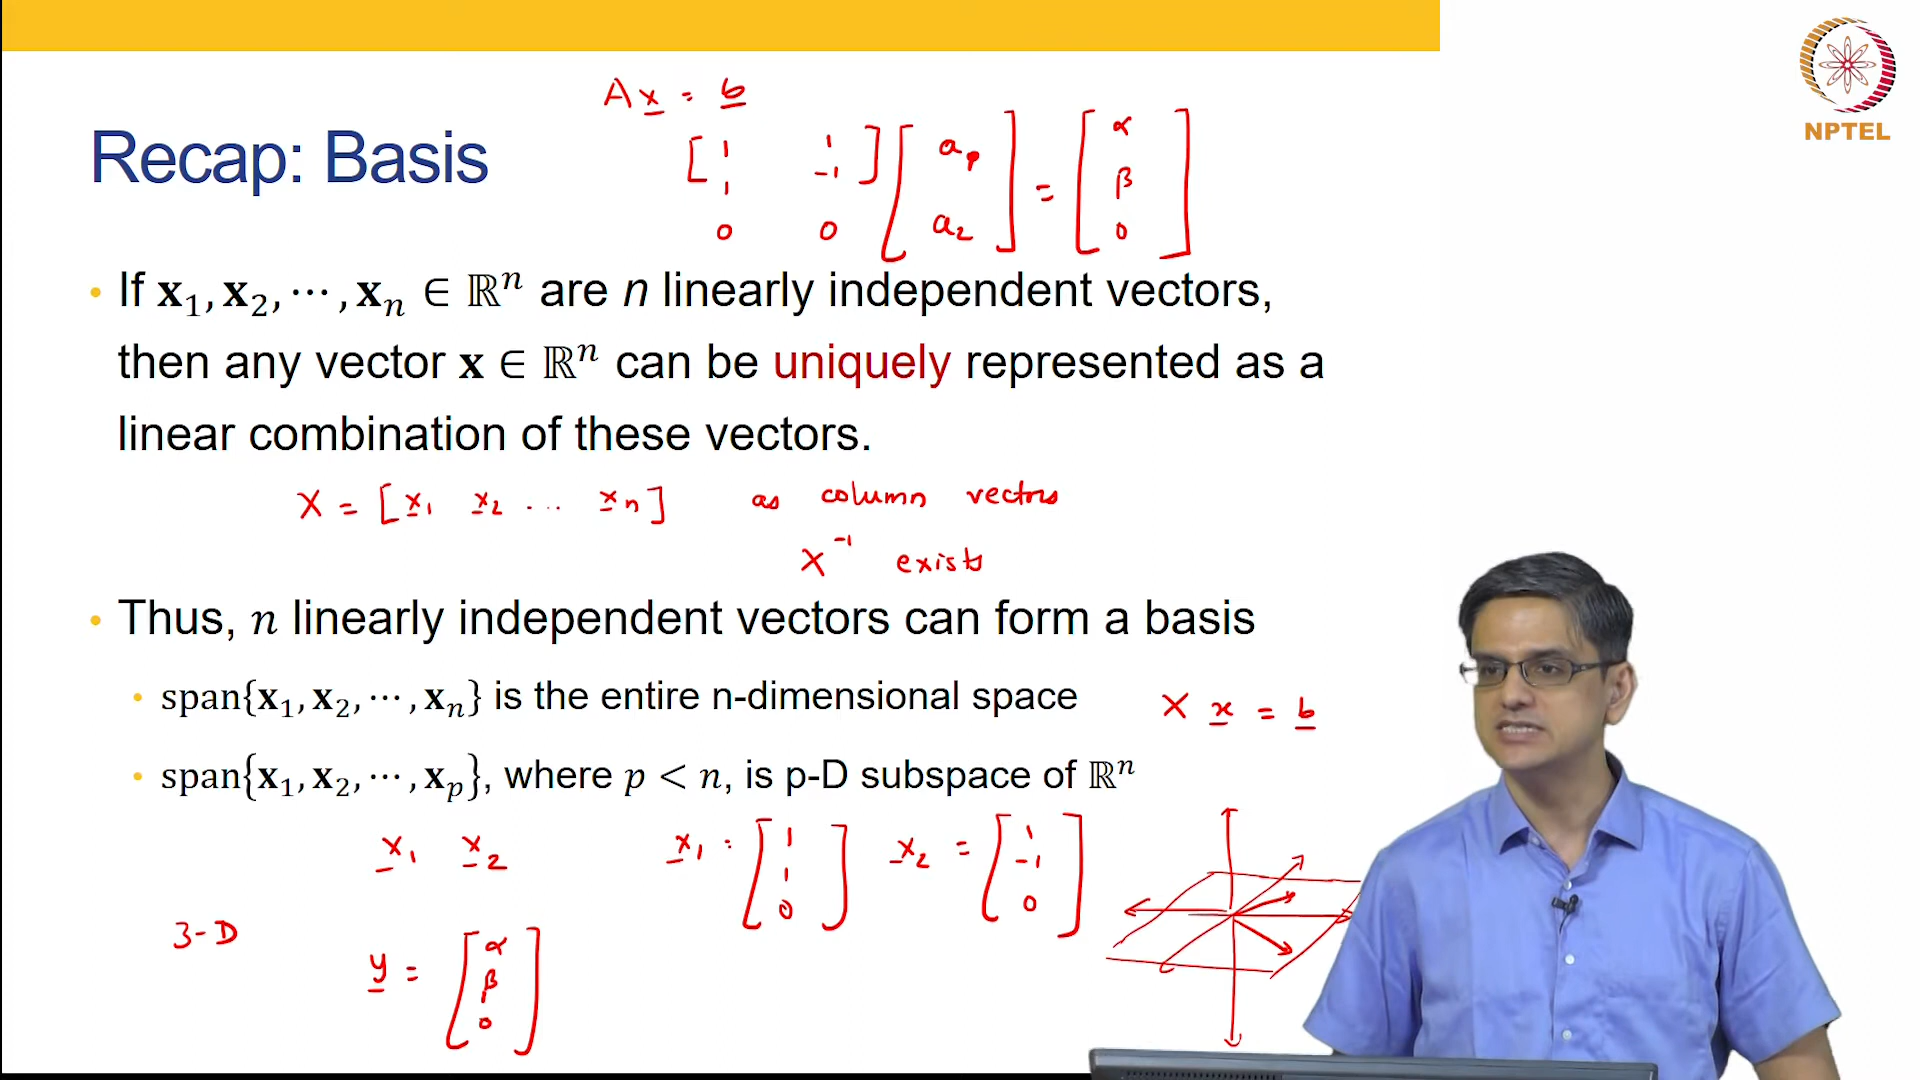 NPTEL
A x = b
Recap: Basis
[ 1 1 ] [ a₁ ] = [ α ]
1 -1 β
0 0 a₂ 0
• If x₁, x₂, ⋯, xₙ ∈ ℝⁿ are n linearly independent vectors,
then any vector x ∈ ℝⁿ can be uniquely represented as a
linear combination of these vectors.
X = [ x₁ x₂ ... xₙ ] as column vectors
X⁻¹ exists
• Thus, n linearly independent vectors can form a basis
• span{x₁, x₂, ⋯, xₙ} is the entire n-dimensional space
X x = b
• span{x₁, x₂, ⋯, xₚ}, where p < n, is p-D subspace of ℝⁿ
x₁ x₂ x₁ = [ 1 1 0 ] x₂ = [ 1 -1 0 ]
3-D
y = [ α β 0 ]